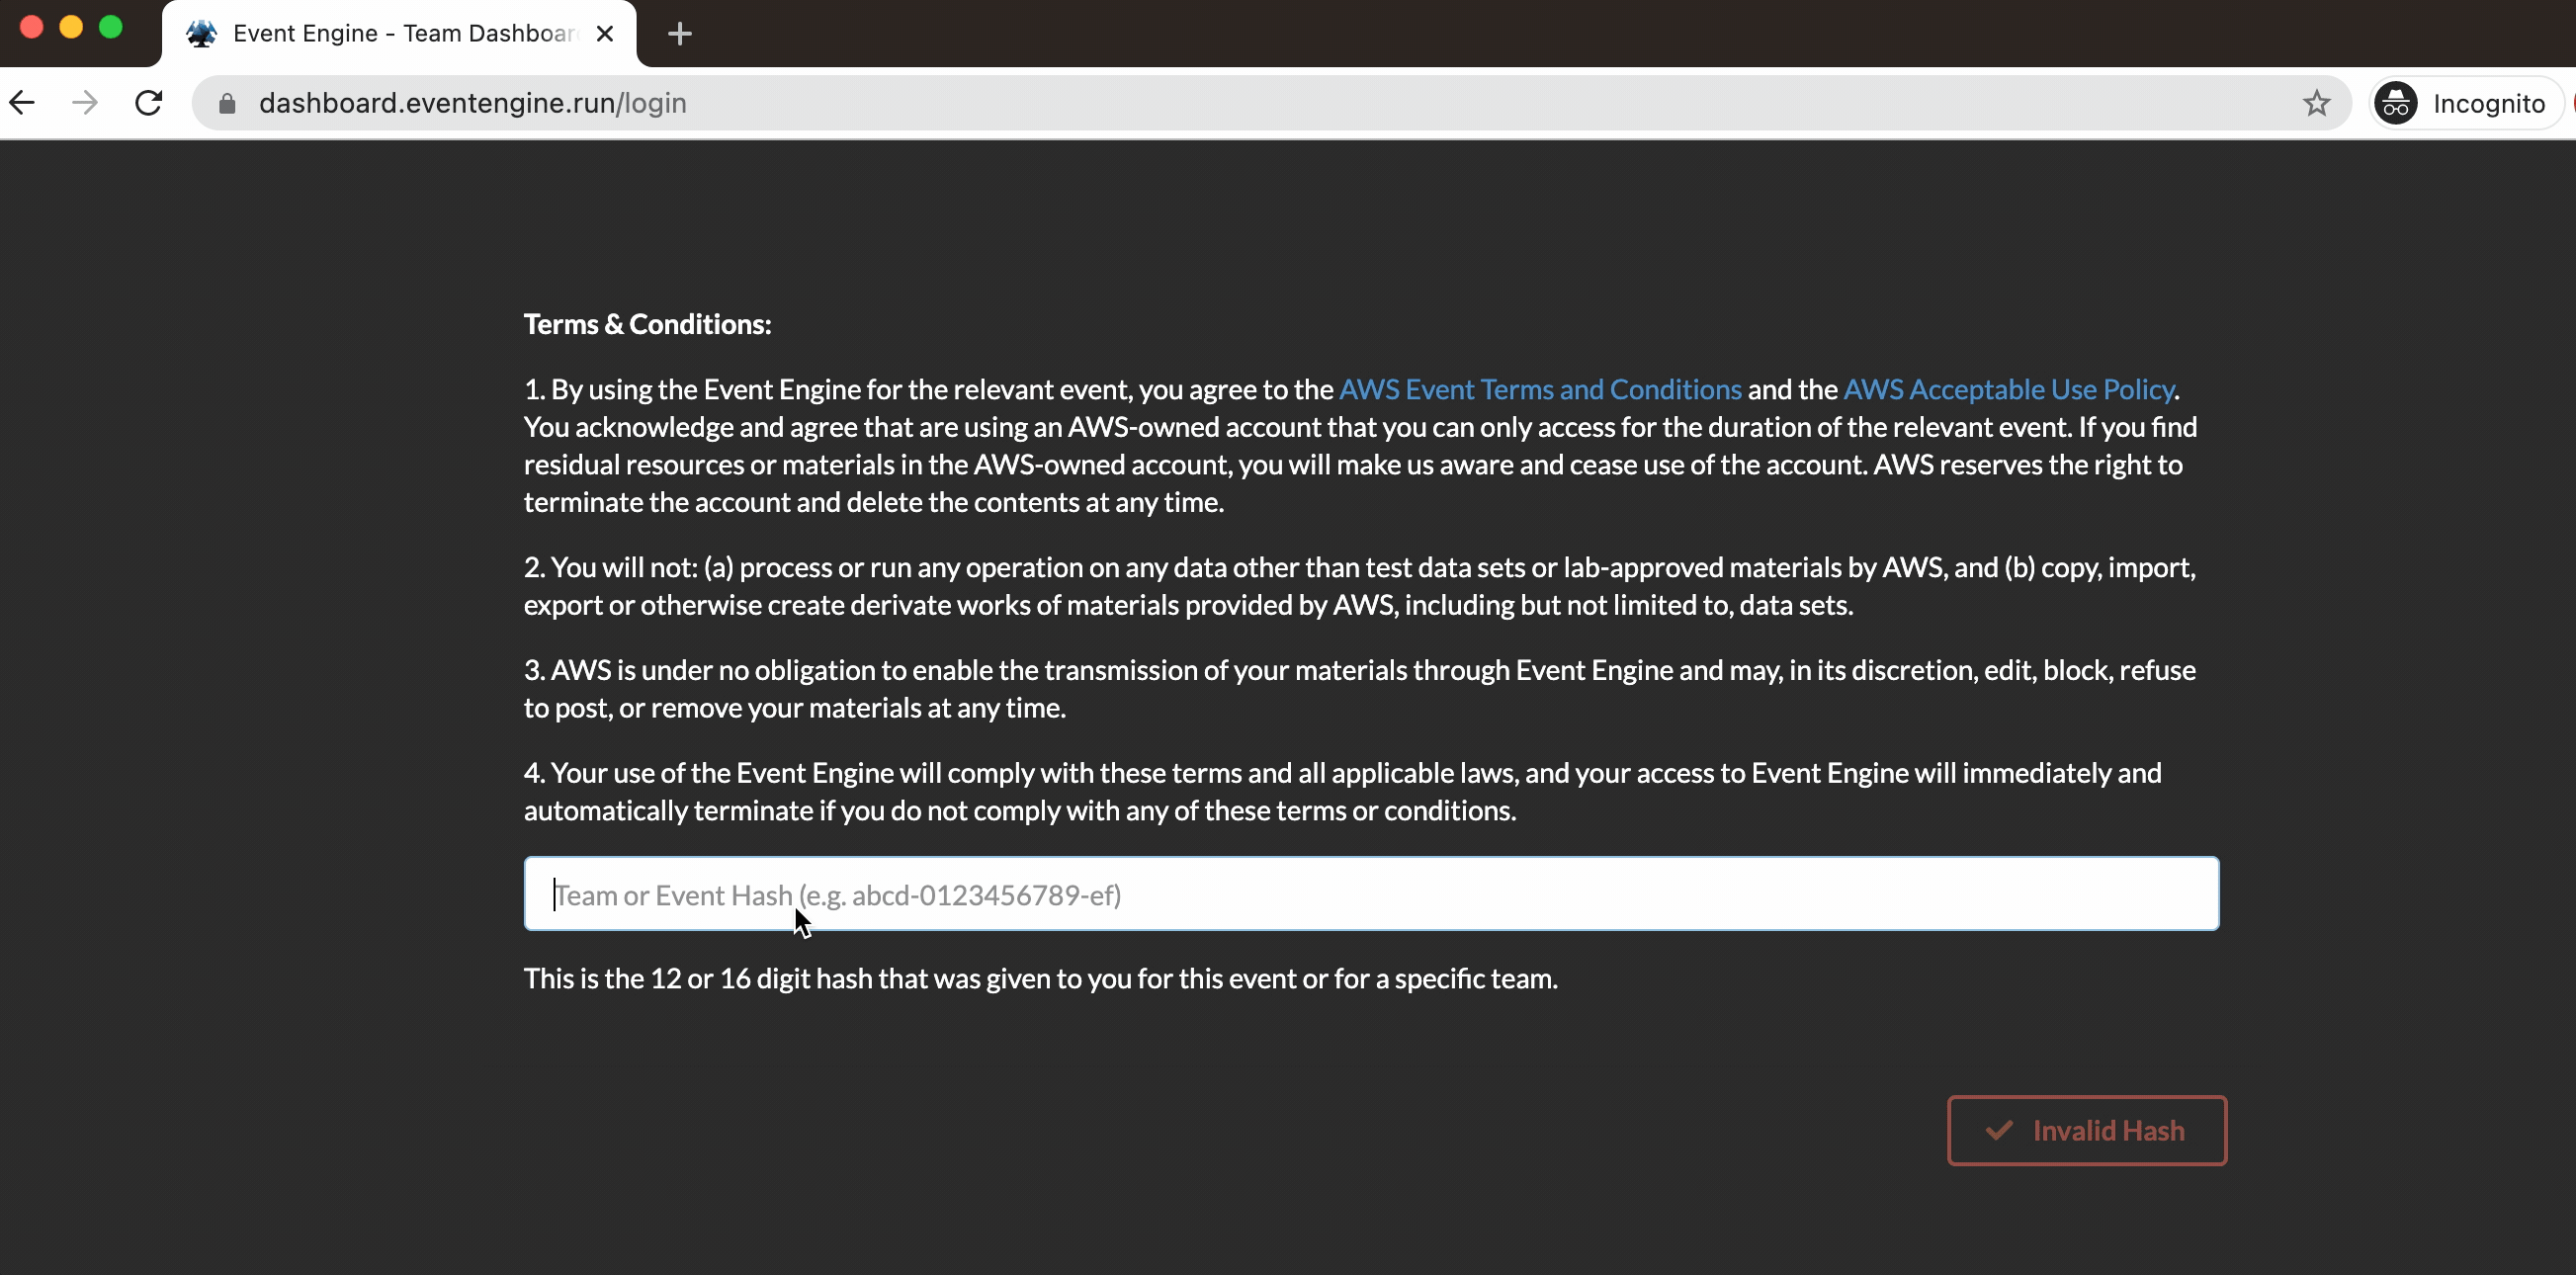 Event Engine - Team Dashboar
dashboard.eventengine.run/login
Incognito
Terms & Conditions:
1. By using the Event Engine for the relevant event, you agree to the AWS Event Terms and Conditions and the AWS Acceptable Use Policy.
You acknowledge and agree that are using an AWS-owned account that you can only access for the duration of the relevant event. If you find
residual resources or materials in the AWS-owned account, you will make us aware and cease use of the account. AWS reserves the right to
terminate the account and delete the contents at any time.
2. You will not: (a) process or run any operation on any data other than test data sets or lab-approved materials by AWS, and (b) copy, import,
export or otherwise create derivate works of materials provided by AWS, including but not limited to, data sets.
3. AWS is under no obligation to enable the transmission of your materials through Event Engine and may, in its discretion, edit, block, refuse
to post, or remove your materials at any time.
4. Your use of the Event Engine will comply with these terms and all applicable laws, and your access to Event Engine will immediately and
automatically terminate if you do not comply with any of these terms or conditions.
Team or Event Hash (e.g. abcd-0123456789-ef)
This is the 12 or 16 digit hash that was given to you for this event or for a specific team.
Invalid Hash